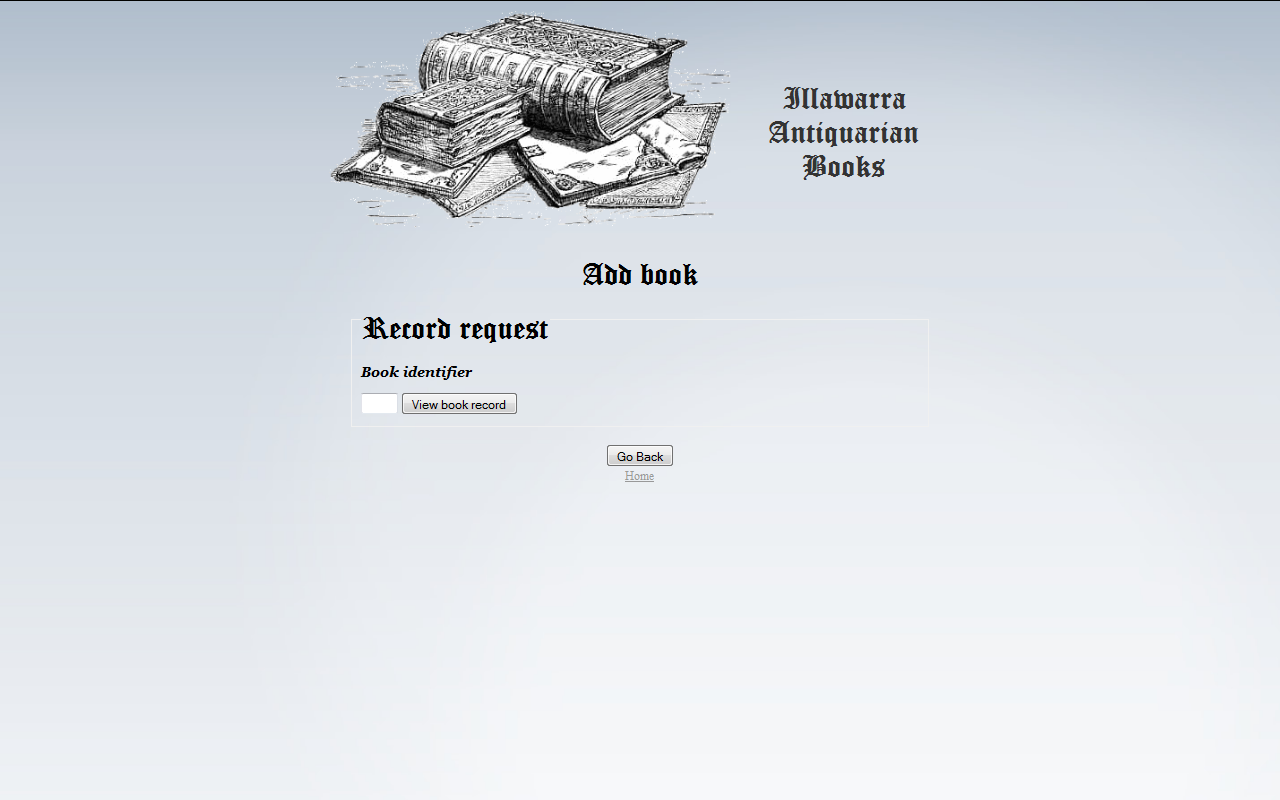 Illawarra
Antiquarian
Books
Add book
Record request
Book identifier
View book record
Go Back
Home